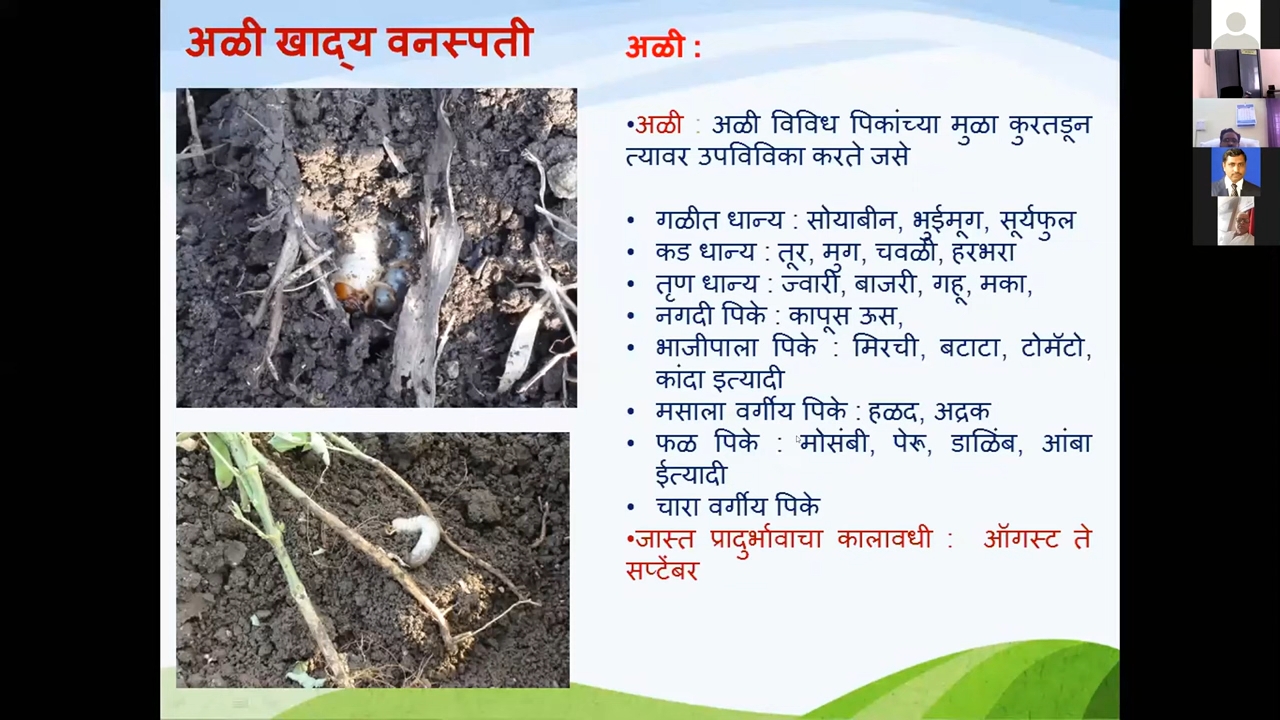 अळी खाद्य वनस्पती
अळी :
•अळी : अळी विविध पिकांच्या मुळा कुरतडून
त्यावर उपविविका करते जसे
• गळीत धान्य : सोयाबीन, भुईमूग, सूर्यफुल
• कड धान्य : तूर, मुग, चवळी, हरभरा
• तृण धान्य : ज्वारी, बाजरी, गहू, मका,
• नगदी पिके : कापूस ऊस,
• भाजीपाला पिके : मिरची, बटाटा, टोमॅटो,
कांदा इत्यादी
• मसाला वर्गीय पिके : हळद, अद्रक
• फळ पिके : मोसंबी, पेरू, डाळिंब, आंबा
ईत्यादी
• चारा वर्गीय पिके
•जास्त प्रादुर्भावाचा कालावधी : ऑगस्ट ते
सप्टेंबर